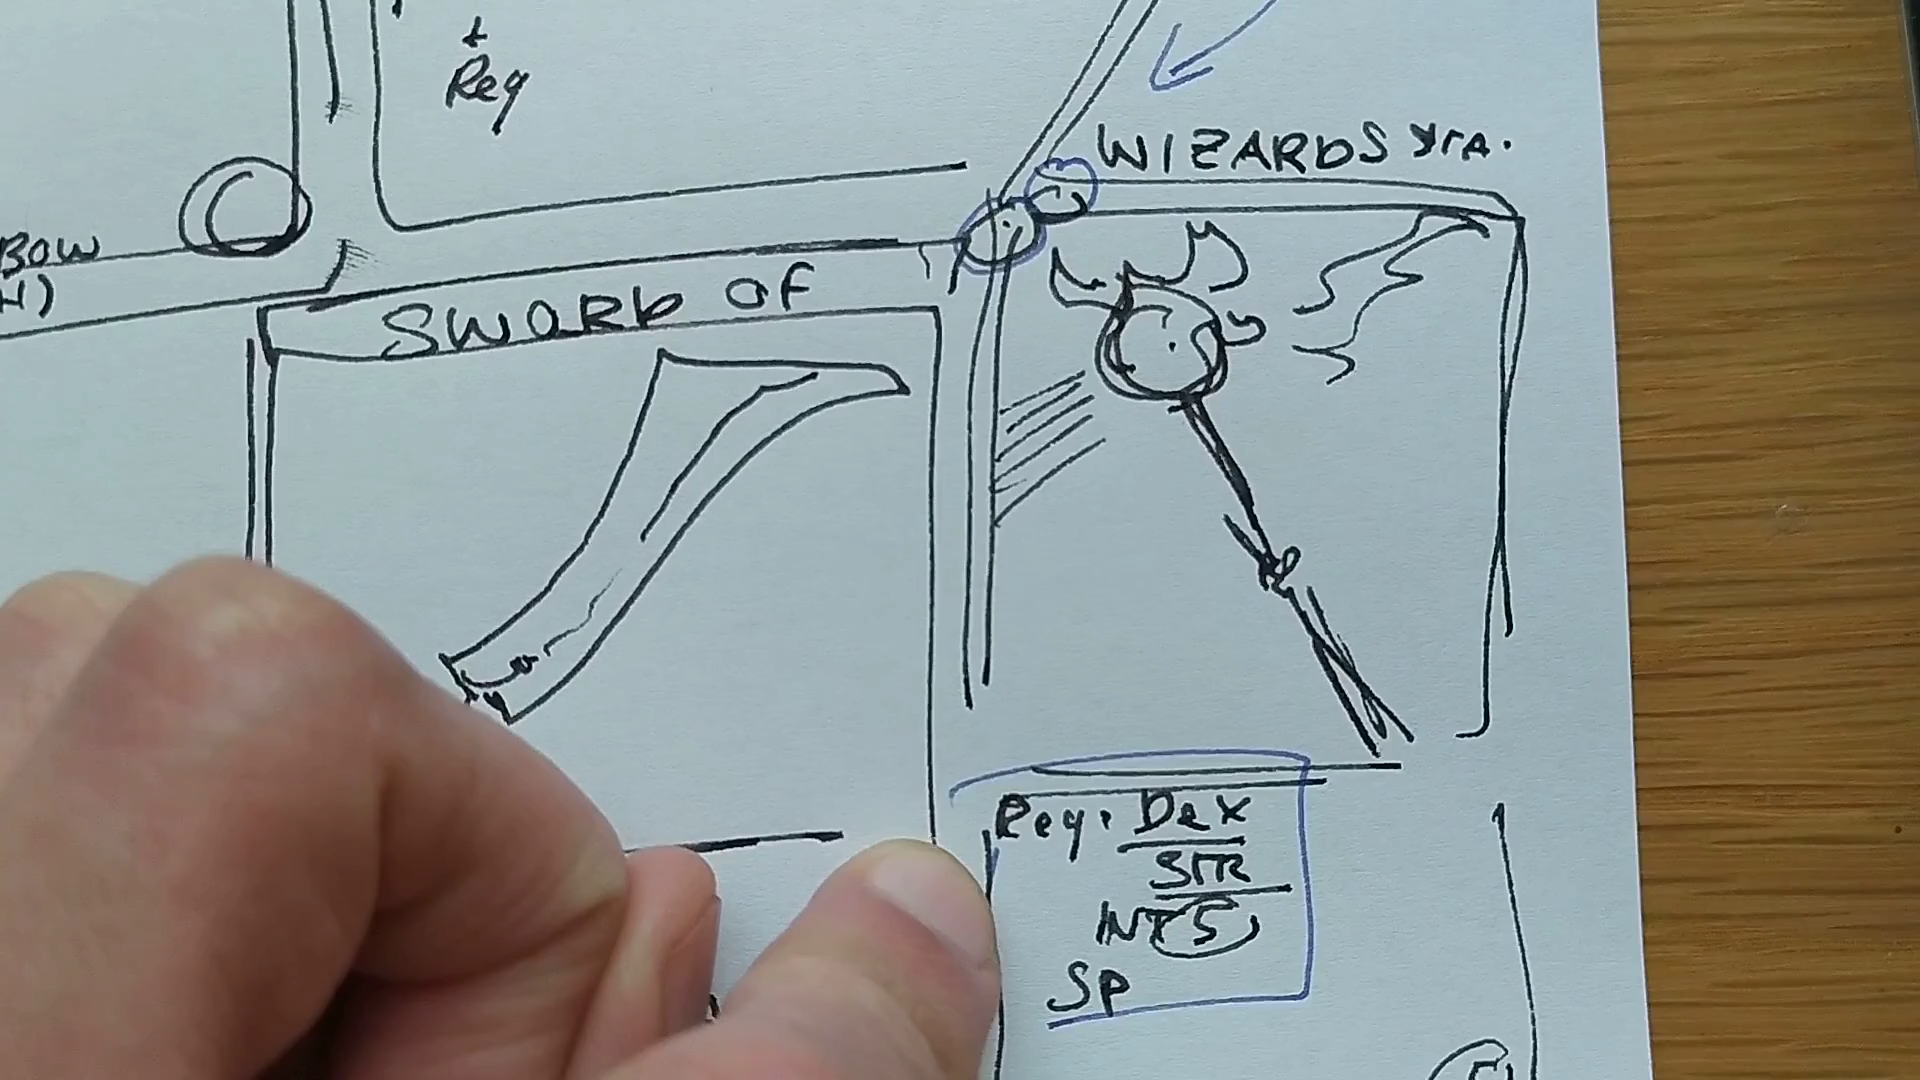 +
Req
WIZARDS STA.
BOW
SWORD OF
Req. Dex
STR
INT 5
SP